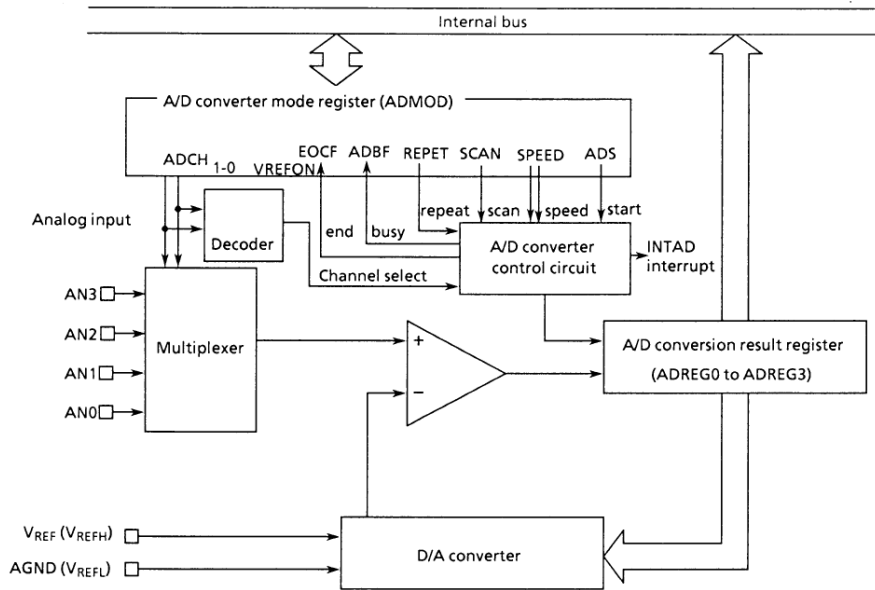 Internal bus
A/D converter mode register (ADMOD)
ADCH 1-0 VREFON EOCF ADBF REPET SCAN SPEED ADS
Analog input
Decoder
end busy repeat scan speed start
A/D converter
control circuit
INTAD
interrupt
Channel select
AN3
AN2
AN1
AN0
Multiplexer
+
−
A/D conversion result register
(ADREG0 to ADREG3)
VREF (VREFH)
AGND (VREFL)
D/A converter